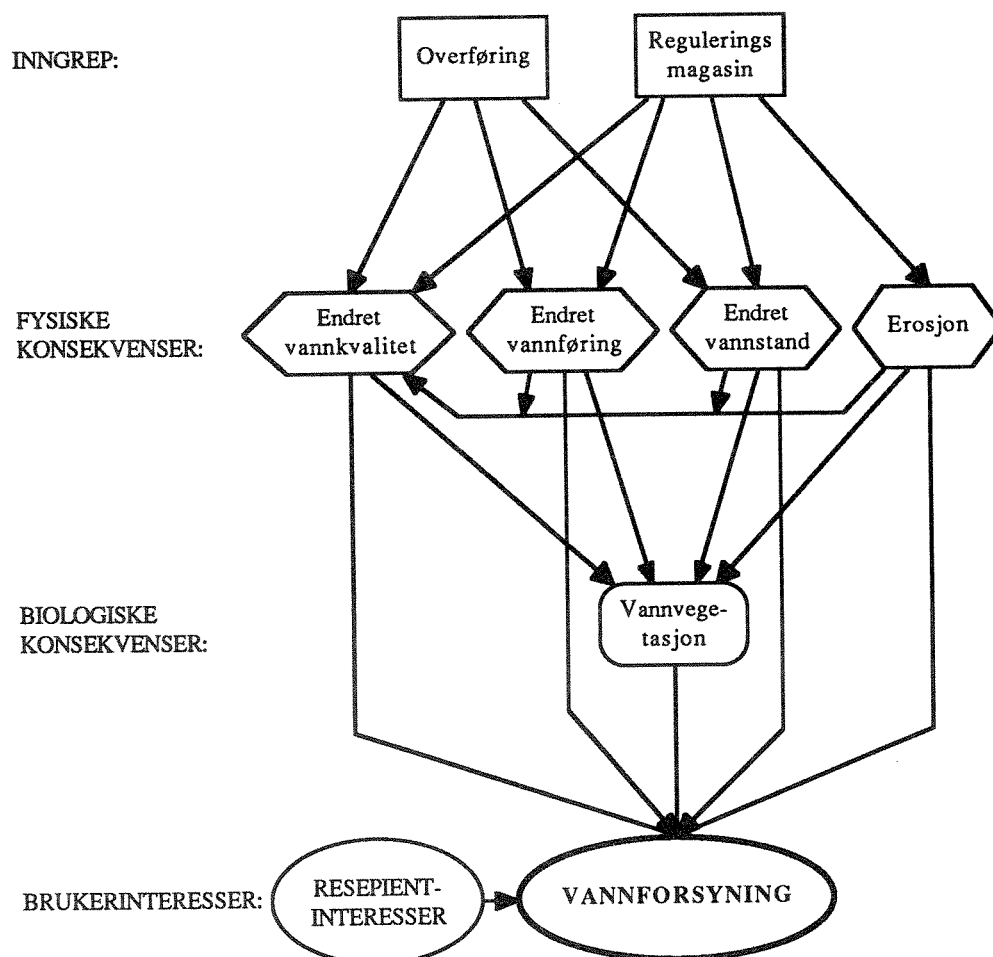 INNGREP:
Overføring
Regulerings
magasin
FYSISKE
KONSEKVENSER:
Endret
vannkvalitet
Endret
vannføring
Endret
vannstand
Erosjon
BIOLOGISKE
KONSEKVENSER:
Vannvege-
tasjon
BRUKERINTERESSER:
RESEPIENT-
INTERESSER
VANNFORSYNING